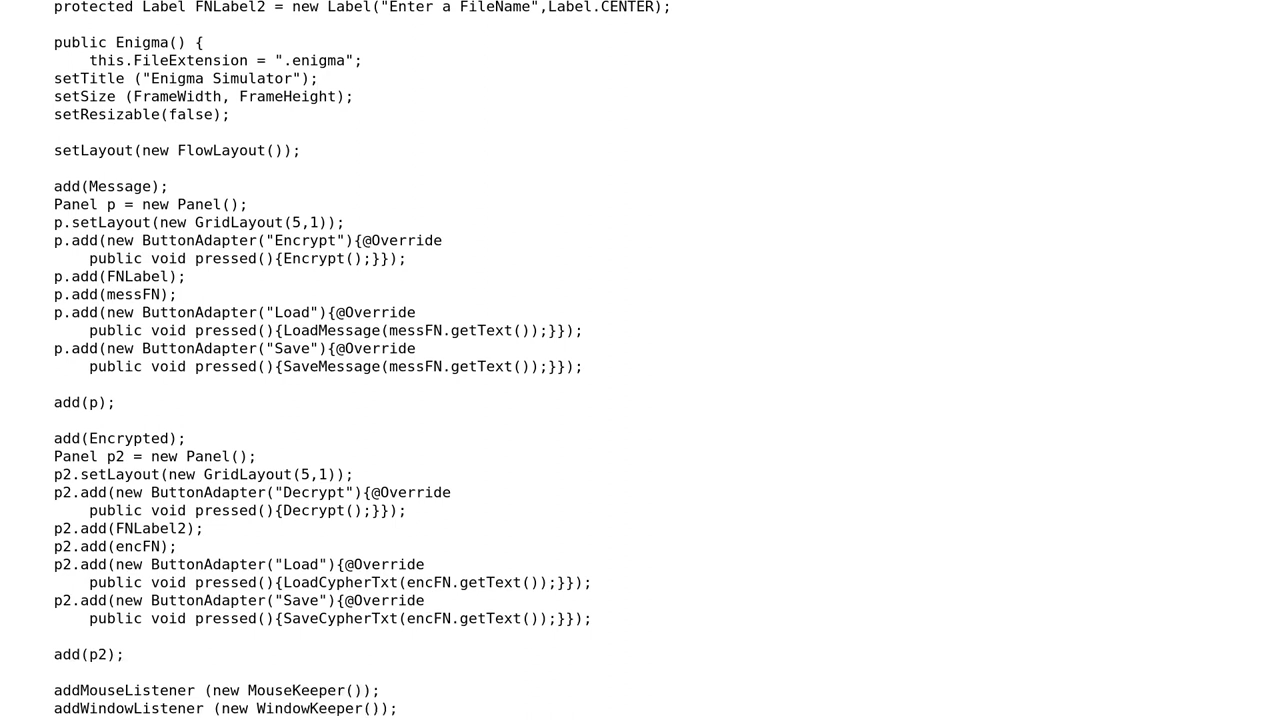 protected Label FNLabel2 = new Label("Enter a FileName",Label.CENTER);
public Enigma() {
this.FileExtension = ".enigma";
setTitle ("Enigma Simulator");
setSize (FrameWidth, FrameHeight);
setResizable(false);
setLayout(new FlowLayout());
add(Message);
Panel p = new Panel();
p.setLayout(new GridLayout(5,1));
p.add(new ButtonAdapter("Encrypt"){@Override
public void pressed(){Encrypt();}});
p.add(FNLabel);
p.add(messFN);
p.add(new ButtonAdapter("Load"){@Override
public void pressed(){LoadMessage(messFN.getText());}});
p.add(new ButtonAdapter("Save"){@Override
public void pressed(){SaveMessage(messFN.getText());}});
add(p);
add(Encrypted);
Panel p2 = new Panel();
p2.setLayout(new GridLayout(5,1));
p2.add(new ButtonAdapter("Decrypt"){@Override
public void pressed(){Decrypt();}});
p2.add(FNLabel2);
p2.add(encFN);
p2.add(new ButtonAdapter("Load"){@Override
public void pressed(){LoadCypherTxt(encFN.getText());}});
p2.add(new ButtonAdapter("Save"){@Override
public void pressed(){SaveCypherTxt(encFN.getText());}});
add(p2);
addMouseListener (new MouseKeeper());
addWindowListener (new WindowKeeper());